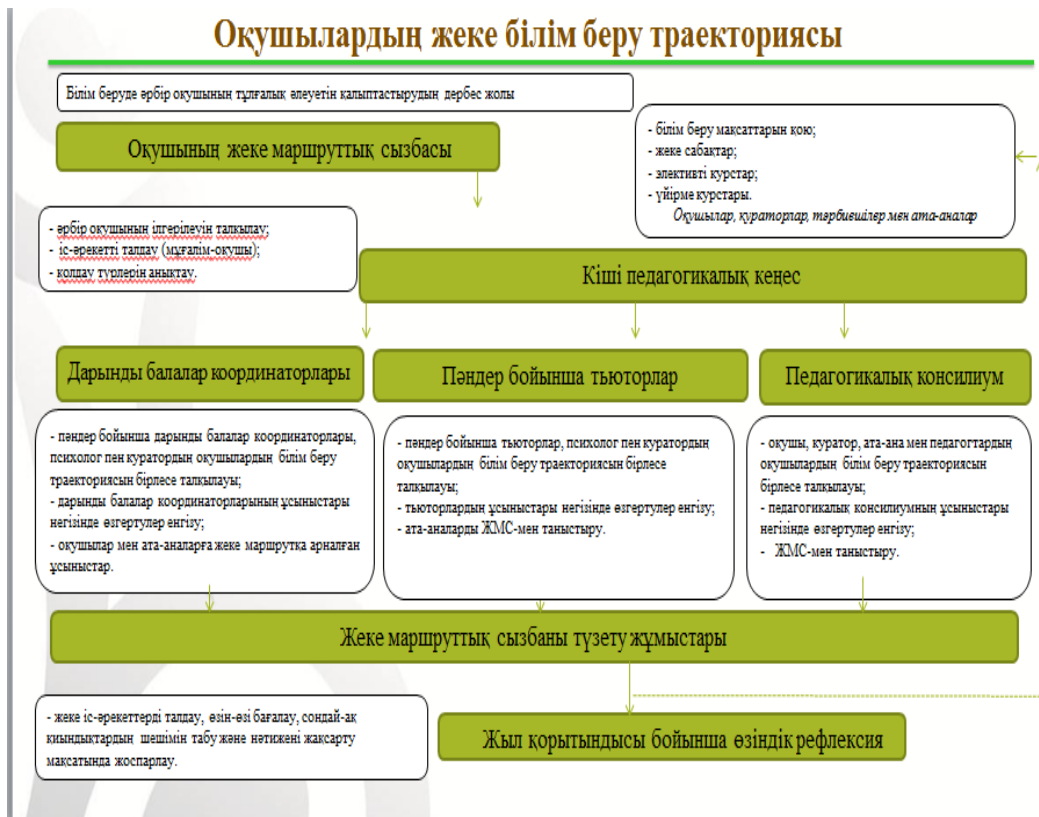 Оқушылардың жеке білім беру траекториясы
Білім беруде әрбір оқушының тұлғалық әлеуетін қалыптастырудың дербес жолы
Оқушының жеке маршруттық сызбасы
- білім беру мақсаттарын қою;
- жеке сабақтар;
- элективті курстар;
- үйірме курстары.
Оқушылар, кураторлар, тәрбиешілер мен ата-аналар
- әрбір оқушының ілгерілеуін талқылау;
- іс-әрекетті талдау (мұғалім-оқушы);
- қолдау түрлерін анықтау.
Кіші педагогикалық кеңес
Дарынды балалар координаторлары
Пәндер бойынша тьюторлар
Педагогикалық консилиум
- пәндер бойынша дарынды балалар координаторлары,
психолог пен куратордың оқушылардың білім беру
траекториясын бірлесе талқылауы;
- дарынды балалар координаторларының ұсыныстары
негізінде өзгертулер енгізу;
- оқушылар мен ата-аналарға жеке маршрутқа арналған
ұсыныстар.
- пәндер бойынша тьюторлар, психолог пен куратордың
оқушылардың білім беру траекториясын бірлесе
талқылауы;
- тьюторлардың ұсыныстары негізінде өзгертулер енгізу;
- ата-аналарды ЖМС-мен таныстыру.
- оқушы, куратор, ата-ана мен педагогтардың
оқушылардың білім беру траекториясын
бірлесе талқылауы;
- педагогикалық консилиумның ұсыныстары
негізінде өзгертулер енгізу;
- ЖМС-мен таныстыру.
Жеке маршруттық сызбаны түзету жұмыстары
- жеке іс-әрекеттерді талдау, өзін-өзі бағалау, сондай-ақ
қиындықтардың шешімін табу және нәтижені жақсарту
мақсатында жоспарлау.
Жыл қорытындысы бойынша өзіндік рефлексия